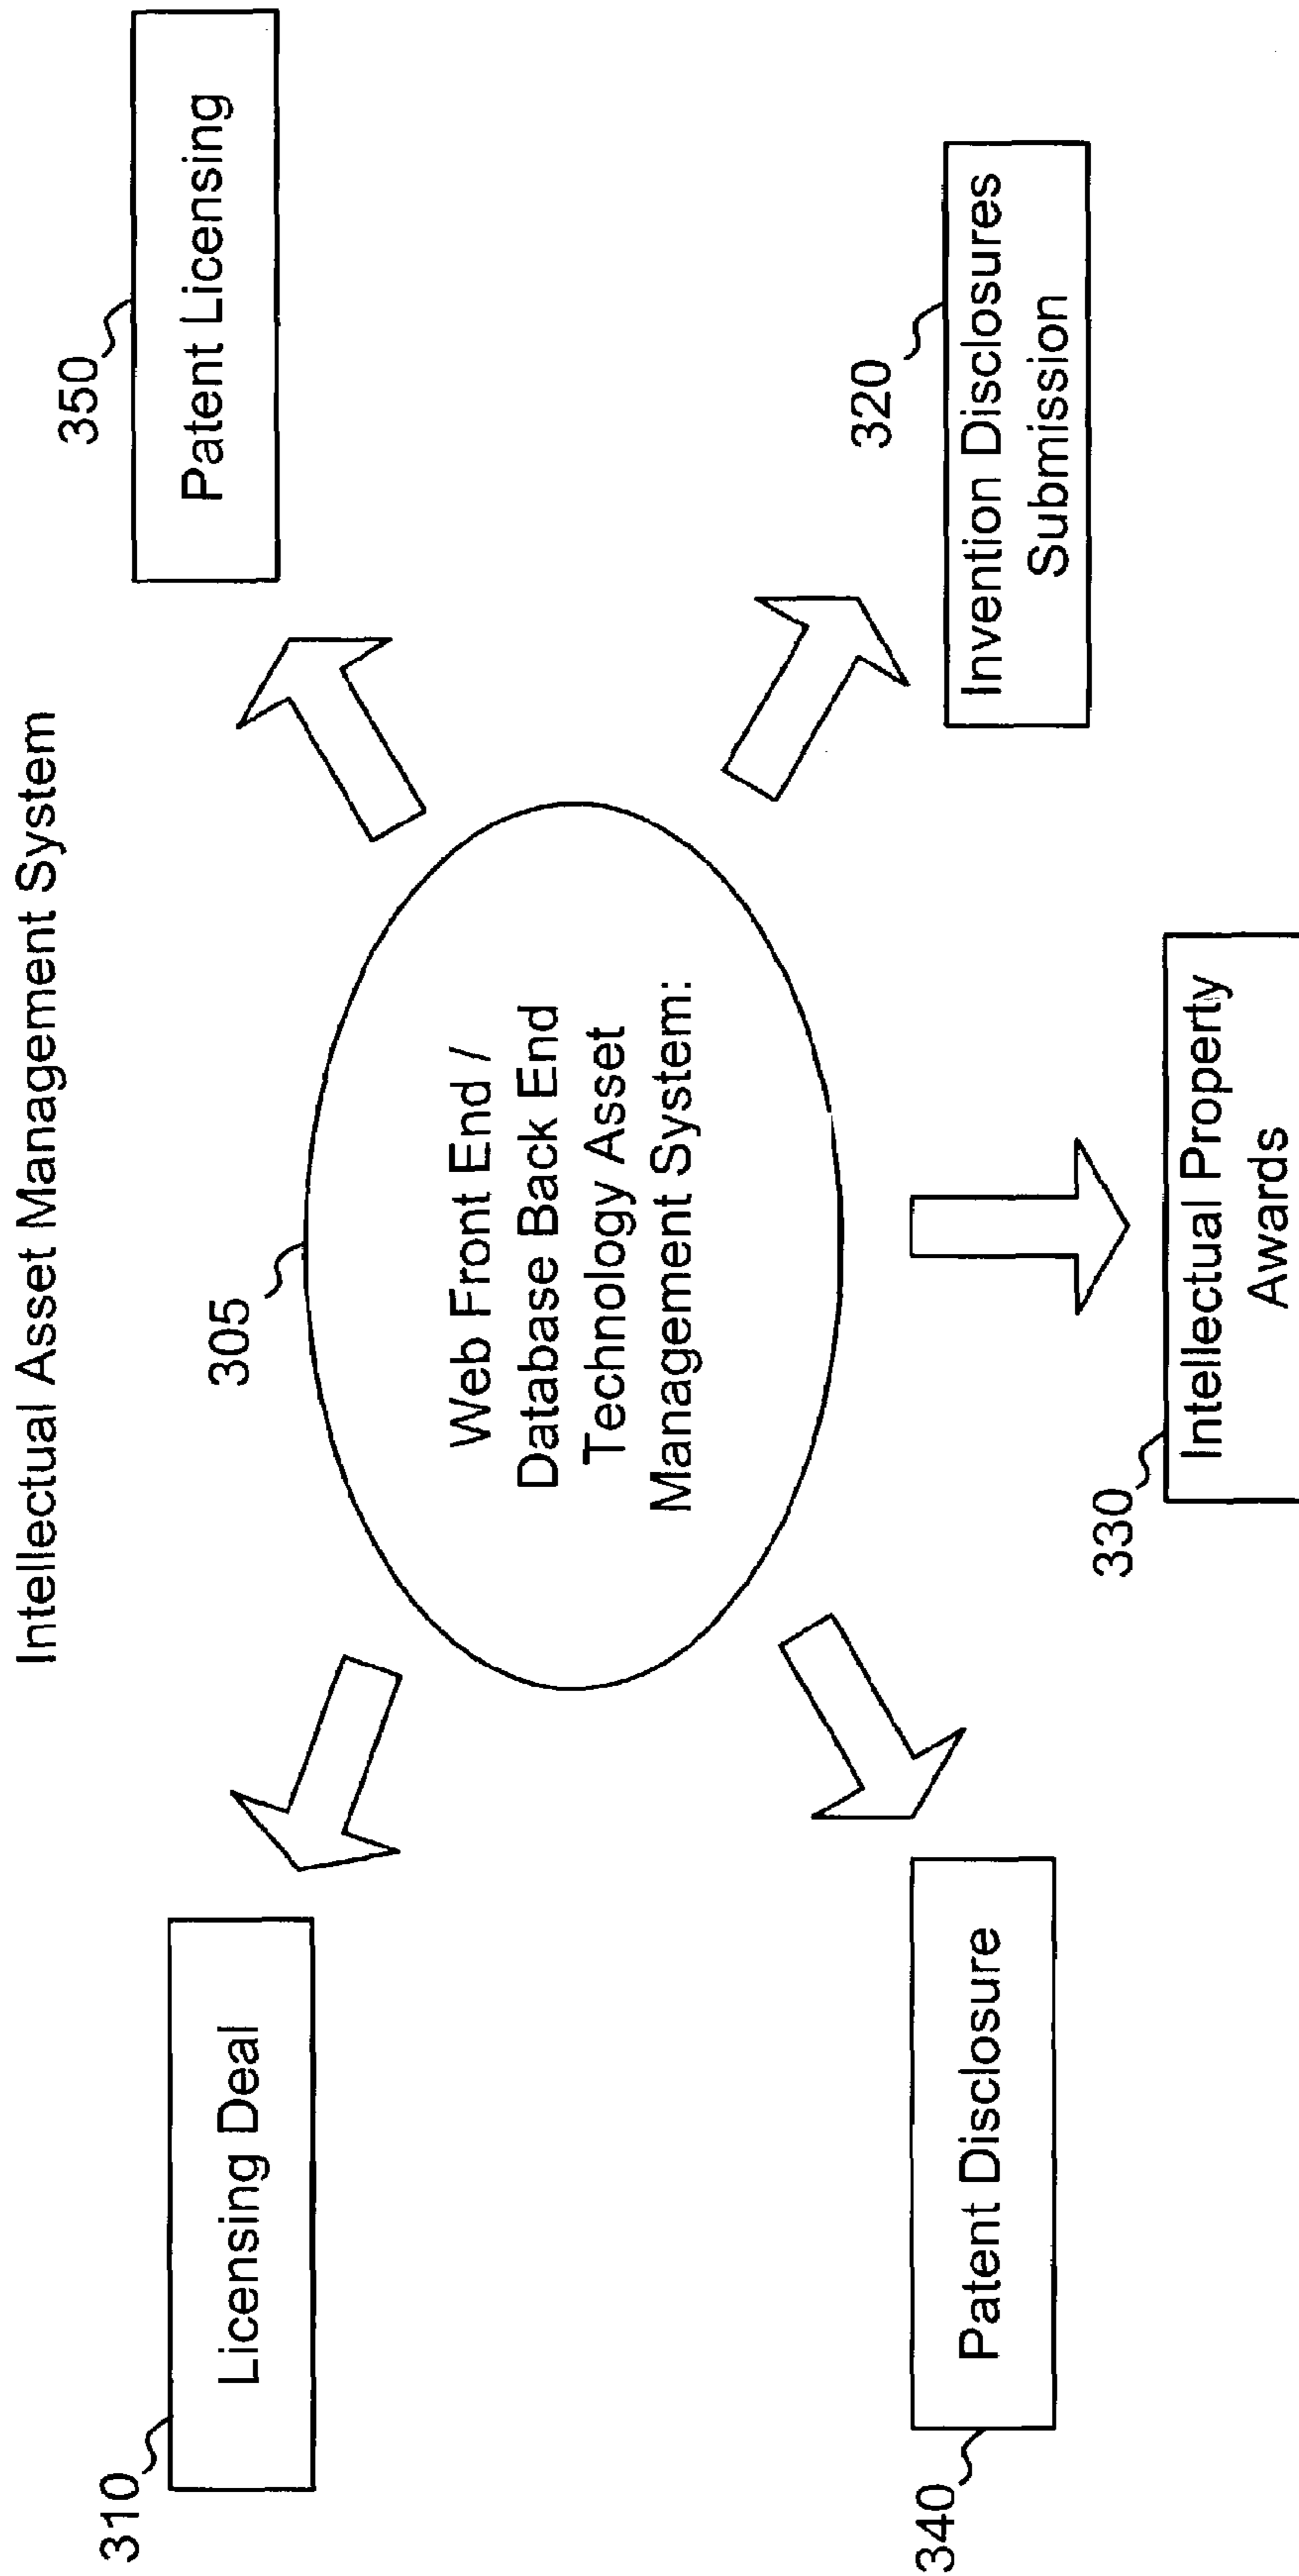 Intellectual Asset Management System
310
Licensing Deal
350
Patent Licensing
305
Web Front End /
Database Back End
Technology Asset
Management System:
340
Patent Disclosure
330
Intellectual Property
Awards
320
Invention Disclosures
Submission